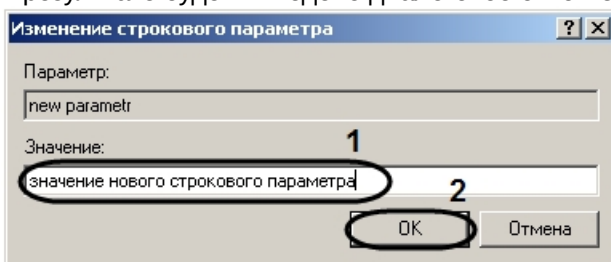 Изменение строкового параметра ? ×
Параметр:
new parametr
Значение:
1
значение нового строкового параметра
2
OK
Отмена